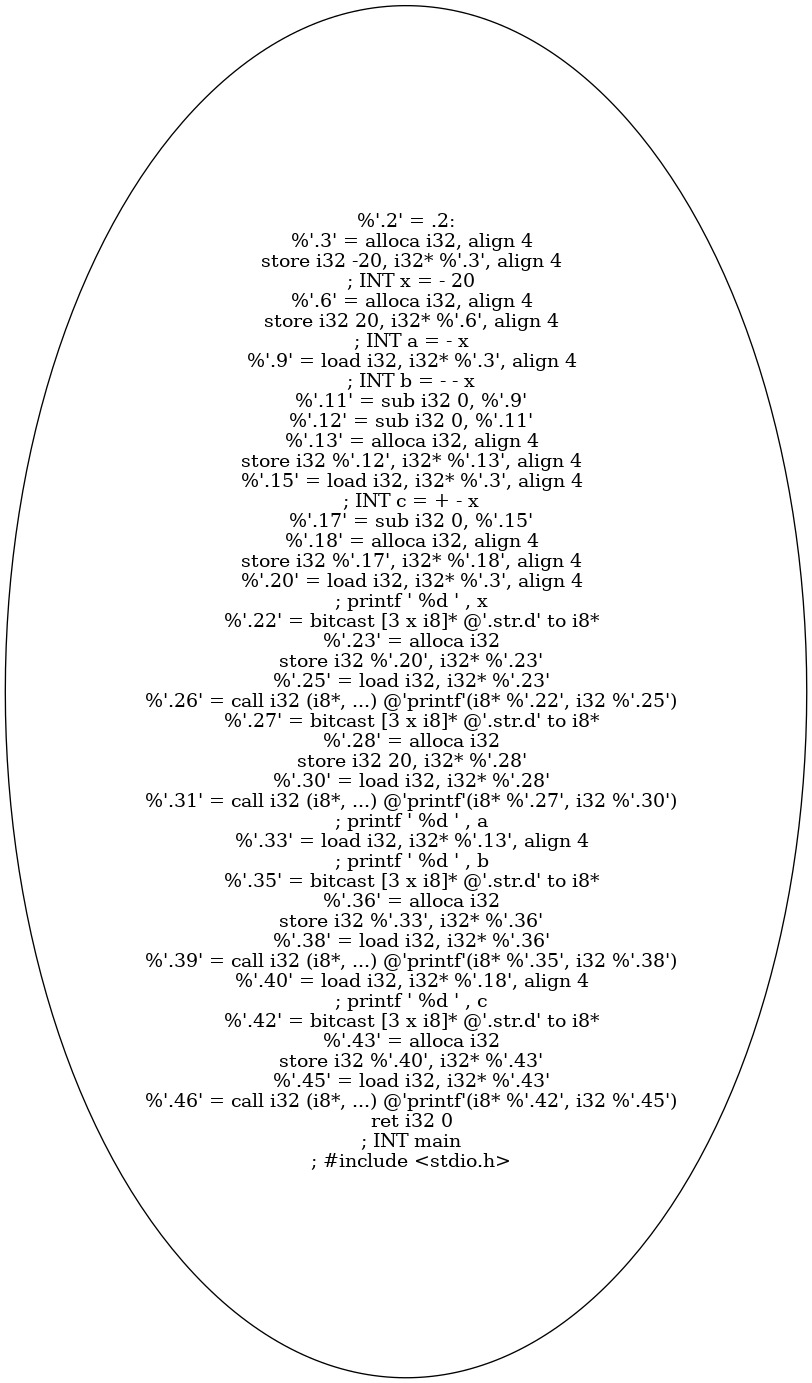 %'.2' = .2:
%'.3' = alloca i32, align 4
store i32 -20, i32* %'.3', align 4
; INT x = - 20
%'.6' = alloca i32, align 4
store i32 20, i32* %'.6', align 4
; INT a = - x
%'.9' = load i32, i32* %'.3', align 4
; INT b = - - x
%'.11' = sub i32 0, %'.9'
%'.12' = sub i32 0, %'.11'
%'.13' = alloca i32, align 4
store i32 %'.12', i32* %'.13', align 4
%'.15' = load i32, i32* %'.3', align 4
; INT c = + - x
%'.17' = sub i32 0, %'.15'
%'.18' = alloca i32, align 4
store i32 %'.17', i32* %'.18', align 4
%'.20' = load i32, i32* %'.3', align 4
; printf ' %d ' , x
%'.22' = bitcast [3 x i8]* @'.str.d' to i8*
%'.23' = alloca i32
store i32 %'.20', i32* %'.23'
%'.25' = load i32, i32* %'.23'
%'.26' = call i32 (i8*, ...) @'printf'(i8* %'.22', i32 %'.25')
%'.27' = bitcast [3 x i8]* @'.str.d' to i8*
%'.28' = alloca i32
store i32 20, i32* %'.28'
%'.30' = load i32, i32* %'.28'
%'.31' = call i32 (i8*, ...) @'printf'(i8* %'.27', i32 %'.30')
; printf ' %d ' , a
%'.33' = load i32, i32* %'.13', align 4
; printf ' %d ' , b
%'.35' = bitcast [3 x i8]* @'.str.d' to i8*
%'.36' = alloca i32
store i32 %'.33', i32* %'.36'
%'.38' = load i32, i32* %'.36'
%'.39' = call i32 (i8*, ...) @'printf'(i8* %'.35', i32 %'.38')
%'.40' = load i32, i32* %'.18', align 4
; printf ' %d ' , c
%'.42' = bitcast [3 x i8]* @'.str.d' to i8*
%'.43' = alloca i32
store i32 %'.40', i32* %'.43'
%'.45' = load i32, i32* %'.43'
%'.46' = call i32 (i8*, ...) @'printf'(i8* %'.42', i32 %'.45')
ret i32 0
; INT main
; #include <stdio.h>